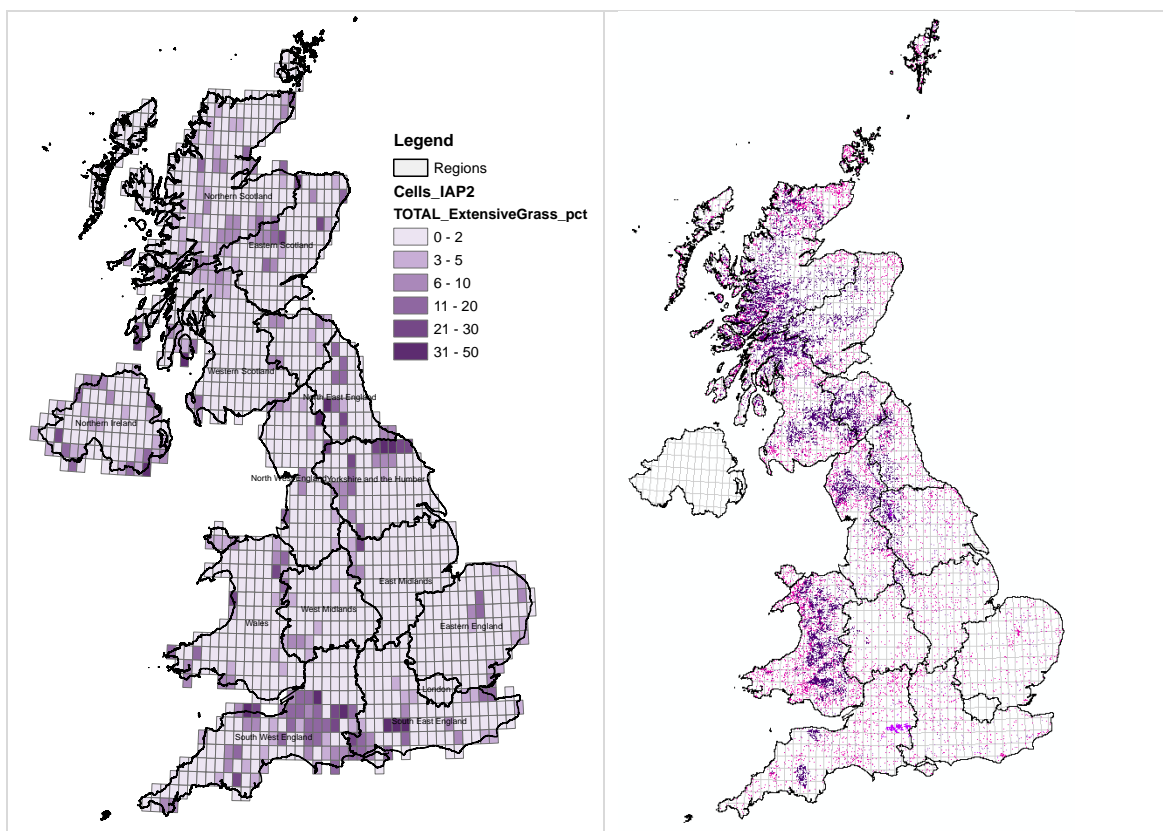 Legend
Regions
Cells_IAP2
TOTAL_ExtensiveGrass_pct
0 - 2
3 - 5
6 - 10
11 - 20
21 - 30
31 - 50
Northern Scotland
Eastern Scotland
Western Scotland
North East England
Northern Ireland
North West England
Yorkshire and the Humber
East Midlands
West Midlands
Wales
Eastern England
London
South East England
South West England